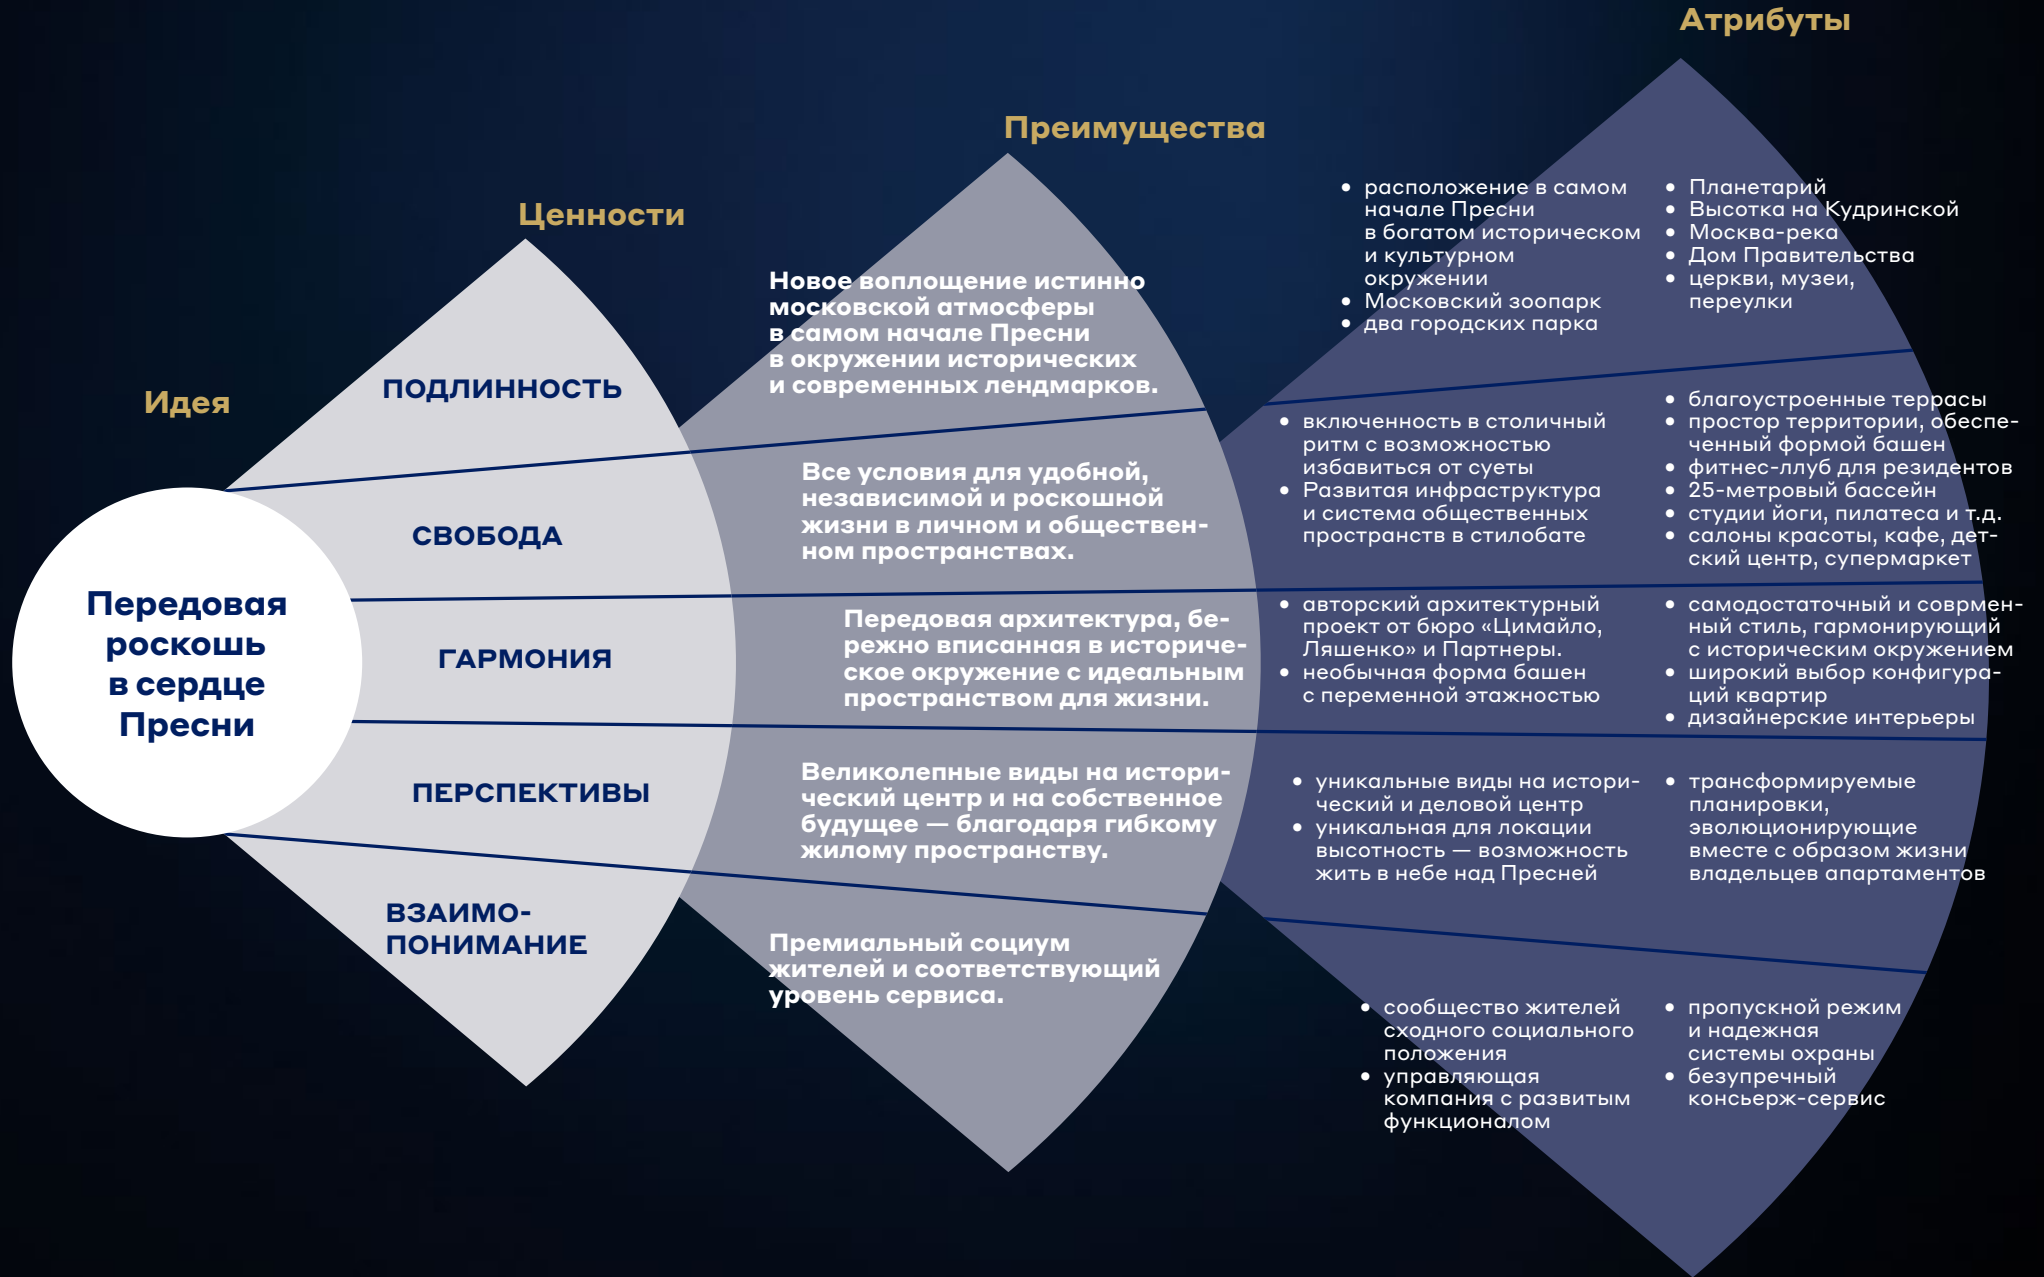 Идея
Передовая
роскошь
в сердце
Пресни
Ценности
ПОДЛИННОСТЬ
СВОБОДА
ГАРМОНИЯ
ПЕРСПЕКТИВЫ
ВЗАИМО-
ПОНИМАНИЕ
Преимущества
Новое воплощение истинно
московской атмосферы
в самом начале Пресни
в окружении исторических
и современных лендмарков.
Все условия для удобной,
независимой и роскошной
жизни в личном и обществен-
ном пространствах.
Передовая архитектура, бе-
режно вписанная в историче-
ское окружение с идеальным
пространством для жизни.
Великолепные виды на истори-
ческий центр и на собственное
будущее — благодаря гибкому
жилому пространству.
Премиальный социум
жителей и соответствующий
уровень сервиса.
Атрибуты
• расположение в самом
начале Пресни
в богатом историческом
и культурном
окружении
• Московский зоопарк
• два городских парка
• Планетарий
• Высотка на Кудринской
• Москва-река
• Дом Правительства
• церкви, музеи,
переулки
• включенность в столичный
ритм с возможностью
избавиться от суеты
• Развитая инфраструктура
и система общественных
пространств в стилобате
• благоустроенные террасы
• простор территории, обеспе-
ченный формой башен
• фитнес-ллуб для резидентов
• 25-метровый бассейн
• студии йоги, пилатеса и т.д.
• салоны красоты, кафе, дет-
ский центр, супермаркет
• авторский архитектурный
проект от бюро «Цимайло,
Ляшенко» и Партнеры.
• необычная форма башен
с переменной этажностью
• самодостаточный и соврмен-
ный стиль, гармонирующий
с историческим окружением
• широкий выбор конфигура-
ций квартир
• дизайнерские интерьеры
• уникальные виды на истори-
ческий и деловой центр
• уникальная для локации
высотность — возможность
жить в небе над Пресней
• трансформируемые
планировки,
эволюционирующие
вместе с образом жизни
владельцев апартаментов
• сообщество жителей
сходного социального
положения
• управляющая
компания с развитым
функционалом
• пропускной режим
и надежная
системы охраны
• безупречный
консьерж-сервис